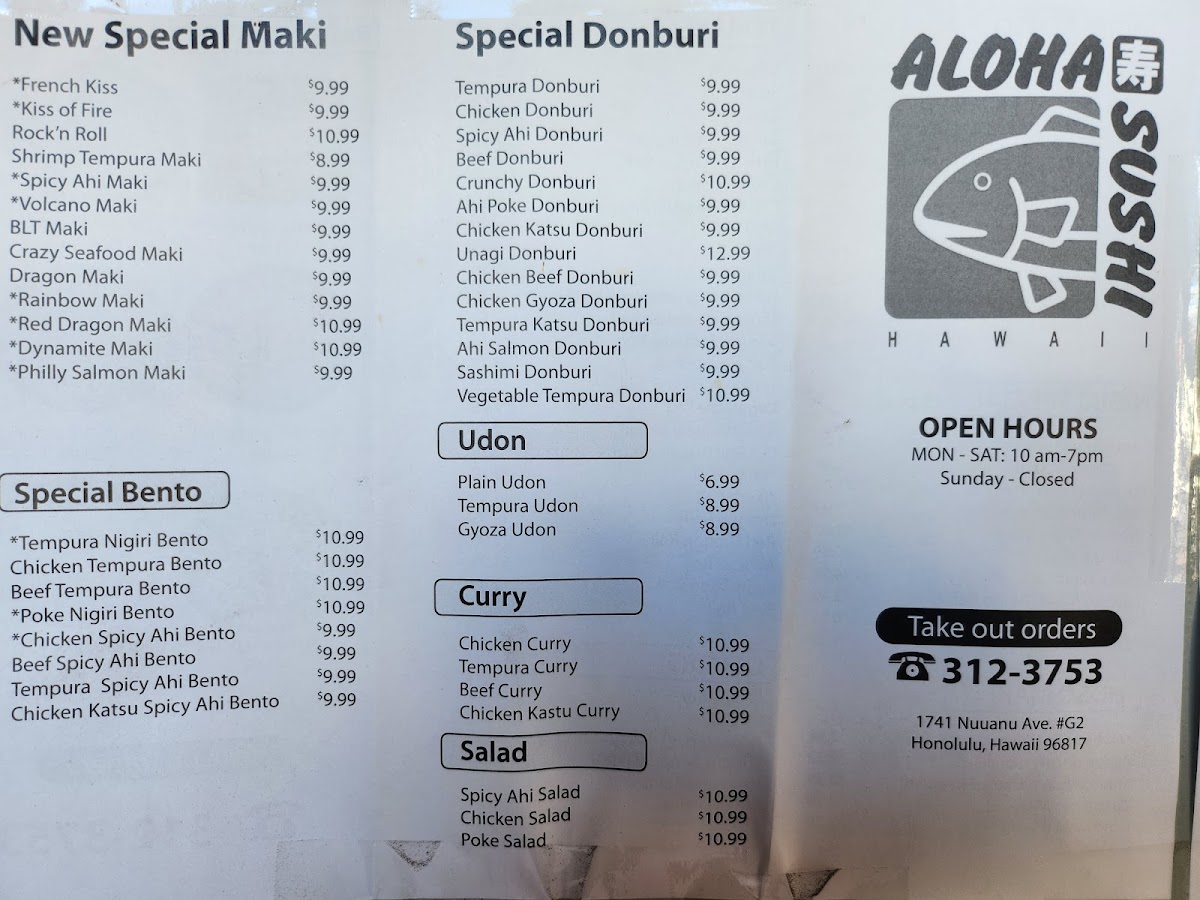 New Special Maki
*French Kiss $9.99
*Kiss of Fire $9.99
Rock'n Roll $10.99
Shrimp Tempura Maki $8.99
*Spicy Ahi Maki $9.99
*Volcano Maki $9.99
BLT Maki $9.99
Crazy Seafood Maki $9.99
Dragon Maki $9.99
*Rainbow Maki $9.99
*Red Dragon Maki $10.99
*Dynamite Maki $10.99
*Philly Salmon Maki $9.99
Special Bento
*Tempura Nigiri Bento $10.99
Chicken Tempura Bento $10.99
Beef Tempura Bento $10.99
*Poke Nigiri Bento $10.99
*Chicken Spicy Ahi Bento $9.99
Beef Spicy Ahi Bento $9.99
Tempura Spicy Ahi Bento $9.99
Chicken Katsu Spicy Ahi Bento $9.99
Special Donburi
Tempura Donburi $9.99
Chicken Donburi $9.99
Spicy Ahi Donburi $9.99
Beef Donburi $9.99
Crunchy Donburi $10.99
Ahi Poke Donburi $9.99
Chicken Katsu Donburi $9.99
Unagi Donburi $12.99
Chicken Beef Donburi $9.99
Chicken Gyoza Donburi $9.99
Tempura Katsu Donburi $9.99
Ahi Salmon Donburi $9.99
Sashimi Donburi $9.99
Vegetable Tempura Donburi $10.99
Udon
Plain Udon $6.99
Tempura Udon $8.99
Gyoza Udon $8.99
Curry
Chicken Curry $10.99
Tempura Curry $10.99
Beef Curry $10.99
Chicken Kastu Curry $10.99
Salad
Spicy Ahi Salad $10.99
Chicken Salad $10.99
Poke Salad $10.99
ALOHA 寿
SUSHI
HAWAII
OPEN HOURS
MON - SAT: 10 am-7pm
Sunday - Closed
Take out orders
☎ 312-3753
1741 Nuuanu Ave. #G2
Honolulu, Hawaii 96817